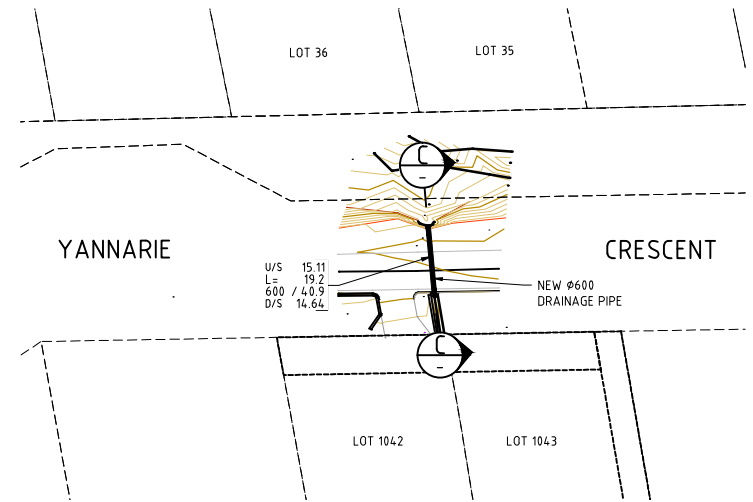 LOT 36
LOT 35
C
-
YANNARIE
CRESCENT
U/S 15.11
L= 19.2
600 / 40.9
D/S 14.64
NEW Ø600
DRAINAGE PIPE
C
-
LOT 1042
LOT 1043